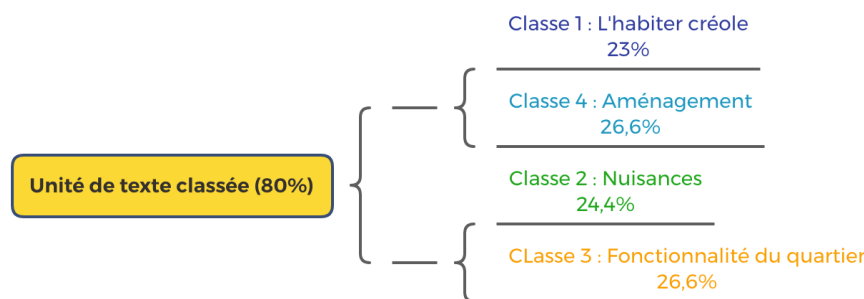 Classe 1 : L'habiter créole
23%
Classe 4 : Aménagement
26,6%
Unité de texte classée (80%)
Classe 2 : Nuisances
24,4%
CLasse 3 : Fonctionnalité du quartier
26,6%